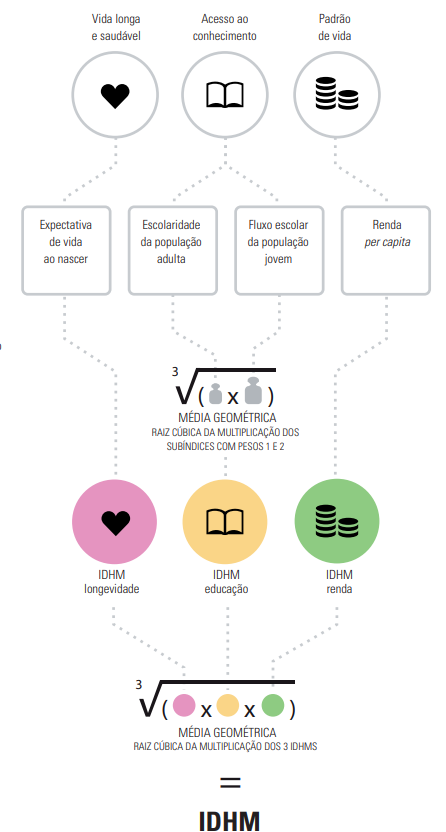 Vida longa
e saudável
Acesso ao
conhecimento
Padrão
de vida
Expectativa
de vida
ao nascer
Escolaridade
da população
adulta
Fluxo escolar
da população
jovem
Renda
per capita
3√( x )
MÉDIA GEOMÉTRICA
RAIZ CÚBICA DA MULTIPLICAÇÃO DOS
SUBÍNDICES COM PESOS 1 E 2
IDHM
longevidade
IDHM
educação
IDHM
renda
3√( x x )
MÉDIA GEOMÉTRICA
RAIZ CÚBICA DA MULTIPLICAÇÃO DOS 3 IDHMS
=
IDHM